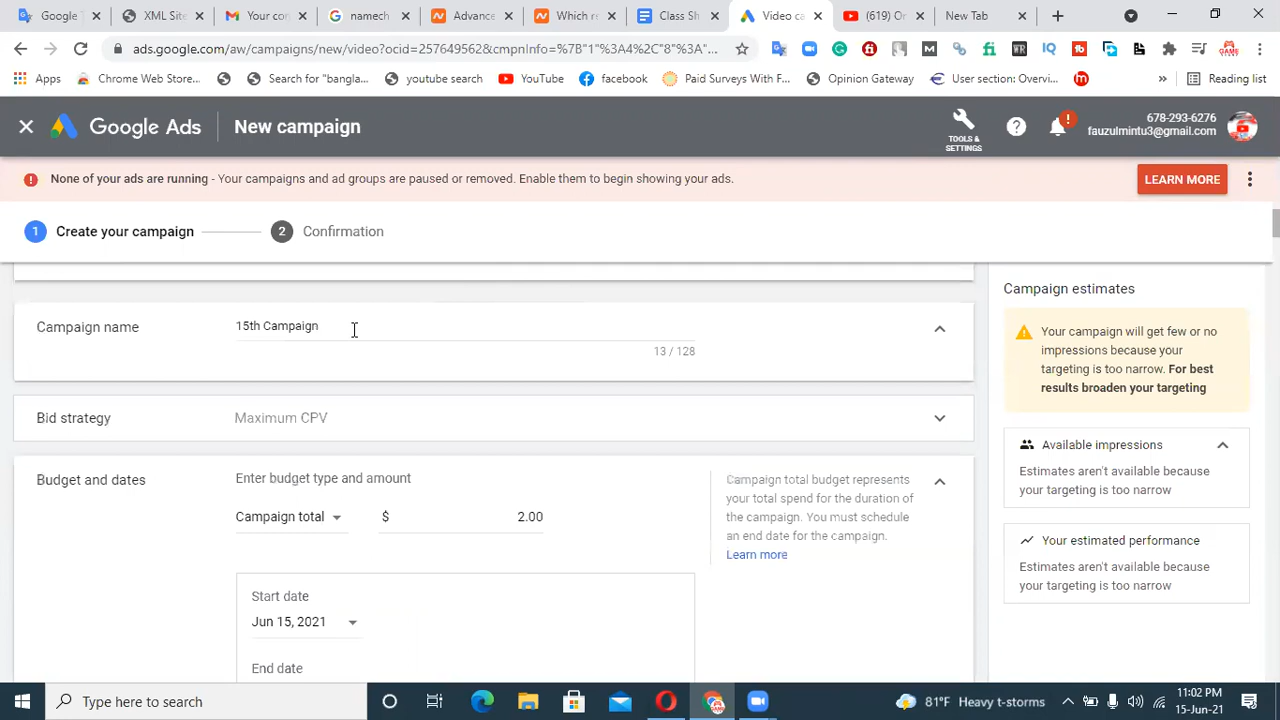 Google T
XML Site
Your con
namech
Advance
Which re
Class Sh
Video ca
(619) Or
New Tab
ads.google.com/aw/campaigns/new/video?ocid=257649562&cmpnInfo=%7B"1"%3A4%2C"8"%3A"...
Apps
Chrome Web Store...
Search for "bangla...
youtube search
YouTube
facebook
Paid Surveys With F...
Opinion Gateway
User section: Overvi...
»
Reading list
Google Ads
New campaign
TOOLS &
SETTINGS
678-293-6276
fauzulmintu3@gmail.com
None of your ads are running - Your campaigns and ad groups are paused or removed. Enable them to begin showing your ads.
LEARN MORE
1 Create your campaign
2 Confirmation
Campaign name
15th Campaign
13 / 128
Bid strategy
Maximum CPV
Budget and dates
Enter budget type and amount
Campaign total
$
2.00
Campaign total budget represents
your total spend for the duration of
the campaign. You must schedule
an end date for the campaign.
Learn more
Start date
Jun 15, 2021
End date
Campaign estimates
Your campaign will get few or no
impressions because your
targeting is too narrow. For best
results broaden your targeting
Available impressions
Estimates aren't available because
your targeting is too narrow
Your estimated performance
Estimates aren't available because
your targeting is too narrow
Type here to search
81°F Heavy t-storms
11:02 PM
15-Jun-21